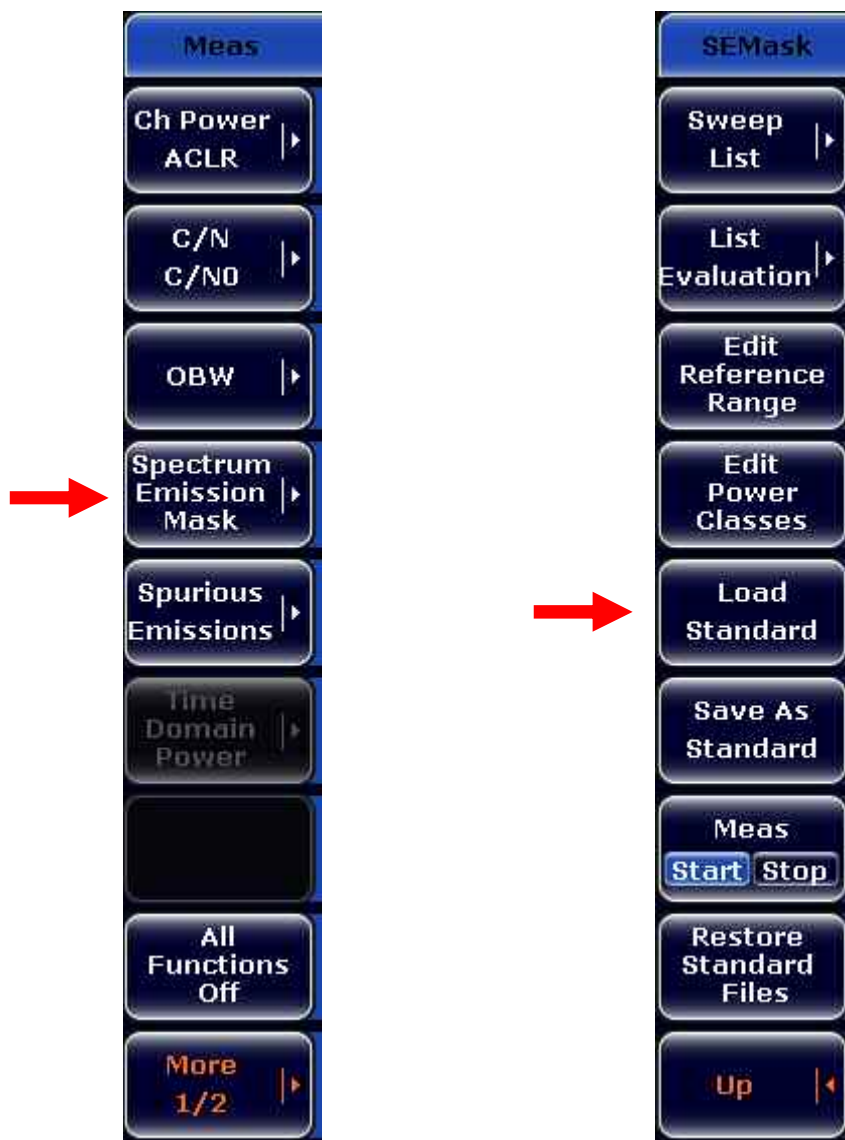 Meas
Ch Power
ACLR
C/N
C/N0
OBW
Spectrum
Emission
Mask
Spurious
Emissions
Time
Domain
Power
All
Functions
Off
More
1/2
SEMask
Sweep
List
List
Evaluation
Edit
Reference
Range
Edit
Power
Classes
Load
Standard
Save As
Standard
Meas
Start Stop
Restore
Standard
Files
Up